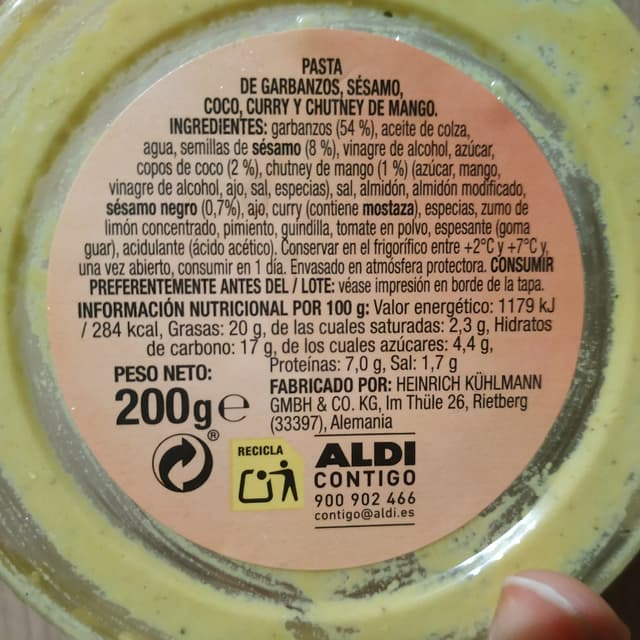 PASTA
DE GARBANZOS, SÉSAMO,
COCO, CURRY Y CHUTNEY DE MANGO.
INGREDIENTES: garbanzos (54 %), aceite de colza,
agua, semillas de sésamo (8 %), vinagre de alcohol, azúcar,
copos de coco (2 %), chutney de mango (1 %) (azúcar, mango,
vinagre de alcohol, ajo, sal, especias), sal, almidón, almidón modificado,
sésamo negro (0,7%), ajo, curry (contiene mostaza), especias, zumo de
limón concentrado, pimiento, guindilla, tomate en polvo, espesante (goma
guar), acidulante (ácido acético). Conservar en el frigorífico entre +2°C y +7°C y,
una vez abierto, consumir en 1 día. Envasado en atmósfera protectora. CONSUMIR
PREFERENTEMENTE ANTES DEL / LOTE: véase impresión en borde de la tapa.
INFORMACIÓN NUTRICIONAL POR 100 g: Valor energético: 1179 kJ
/ 284 kcal, Grasas: 20 g, de las cuales saturadas: 2,3 g, Hidratos
de carbono: 17 g, de los cuales azúcares: 4,4 g,
Proteínas: 7,0 g, Sal: 1,7 g
PESO NETO:
200g℮
FABRICADO POR: HEINRICH KÜHLMANN
GMBH & CO. KG, Im Thüle 26, Rietberg
(33397), Alemania
®
RECICLA
ALDI
CONTIGO
900 902 466
contigo@aldi.es